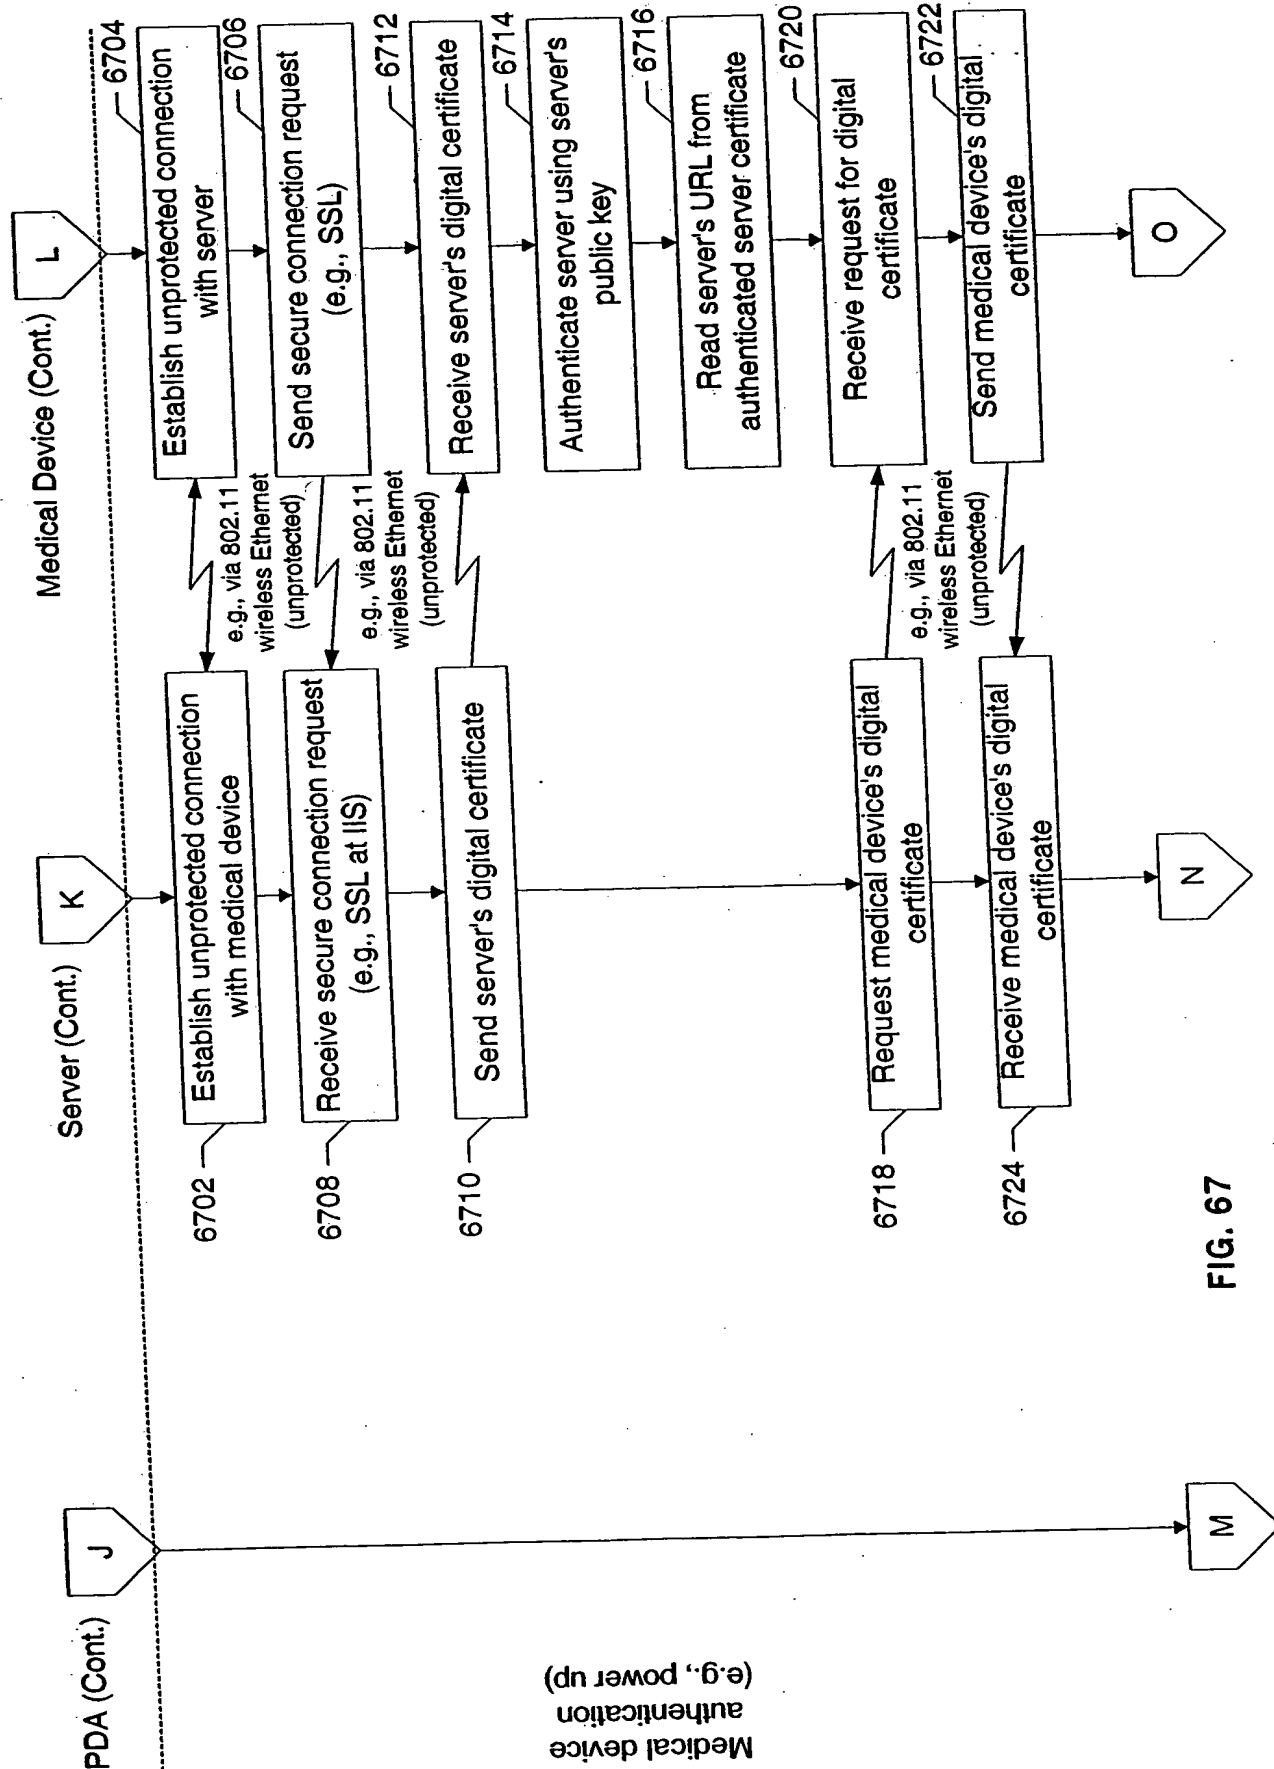 PDA (Cont.)
Server (Cont.)
Medical Device (Cont.)
J
K
L
Medical device
authentication
(e.g., power up)
6702
Establish unprotected connection
with medical device
6704
Establish unprotected connection
with server
e.g., via 802.11
wireless Ethernet
(unprotected)
6706
Send secure connection request
(e.g., SSL)
6708
Receive secure connection request
(e.g., SSL at IIS)
e.g., via 802.11
wireless Ethernet
(unprotected)
6710
Send server's digital certificate
6712
Receive server's digital certificate
6714
Authenticate server using server's
public key
6716
Read server's URL from
authenticated server certificate
6718
Request medical device's digital
certificate
6720
Receive request for digital
certificate
e.g., via 802.11
wireless Ethernet
(unprotected)
6722
Send medical device's digital
certificate
6724
Receive medical device's digital
certificate
M
N
O
FIG. 67